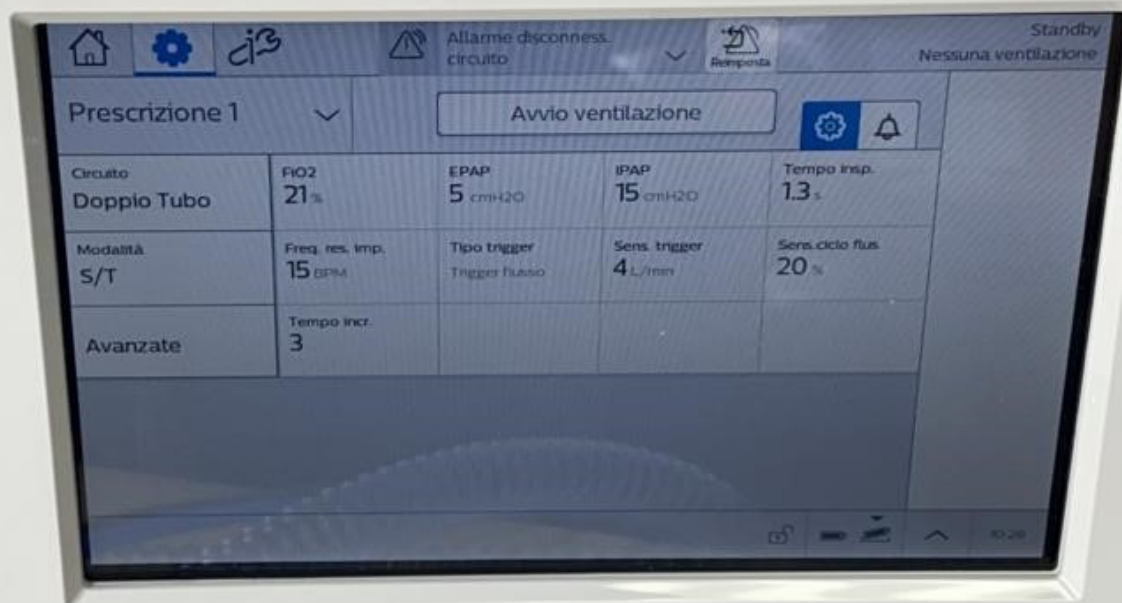 Allarme disconness.
circuito
Reimposta
Standby
Nessuna ventilazione
Prescrizione 1
Avvio ventilazione
Circuito
Doppio Tubo
FiO2
21 %
EPAP
5 cmH2O
IPAP
15 cmH2O
Tempo insp.
1.3 s
Modalità
S/T
Freq. res. imp.
15 BPM
Tipo trigger
Trigger flusso
Sens. trigger
4 L/min
Sens.ciclo flus
20 %
Avanzate
Tempo incr.
3